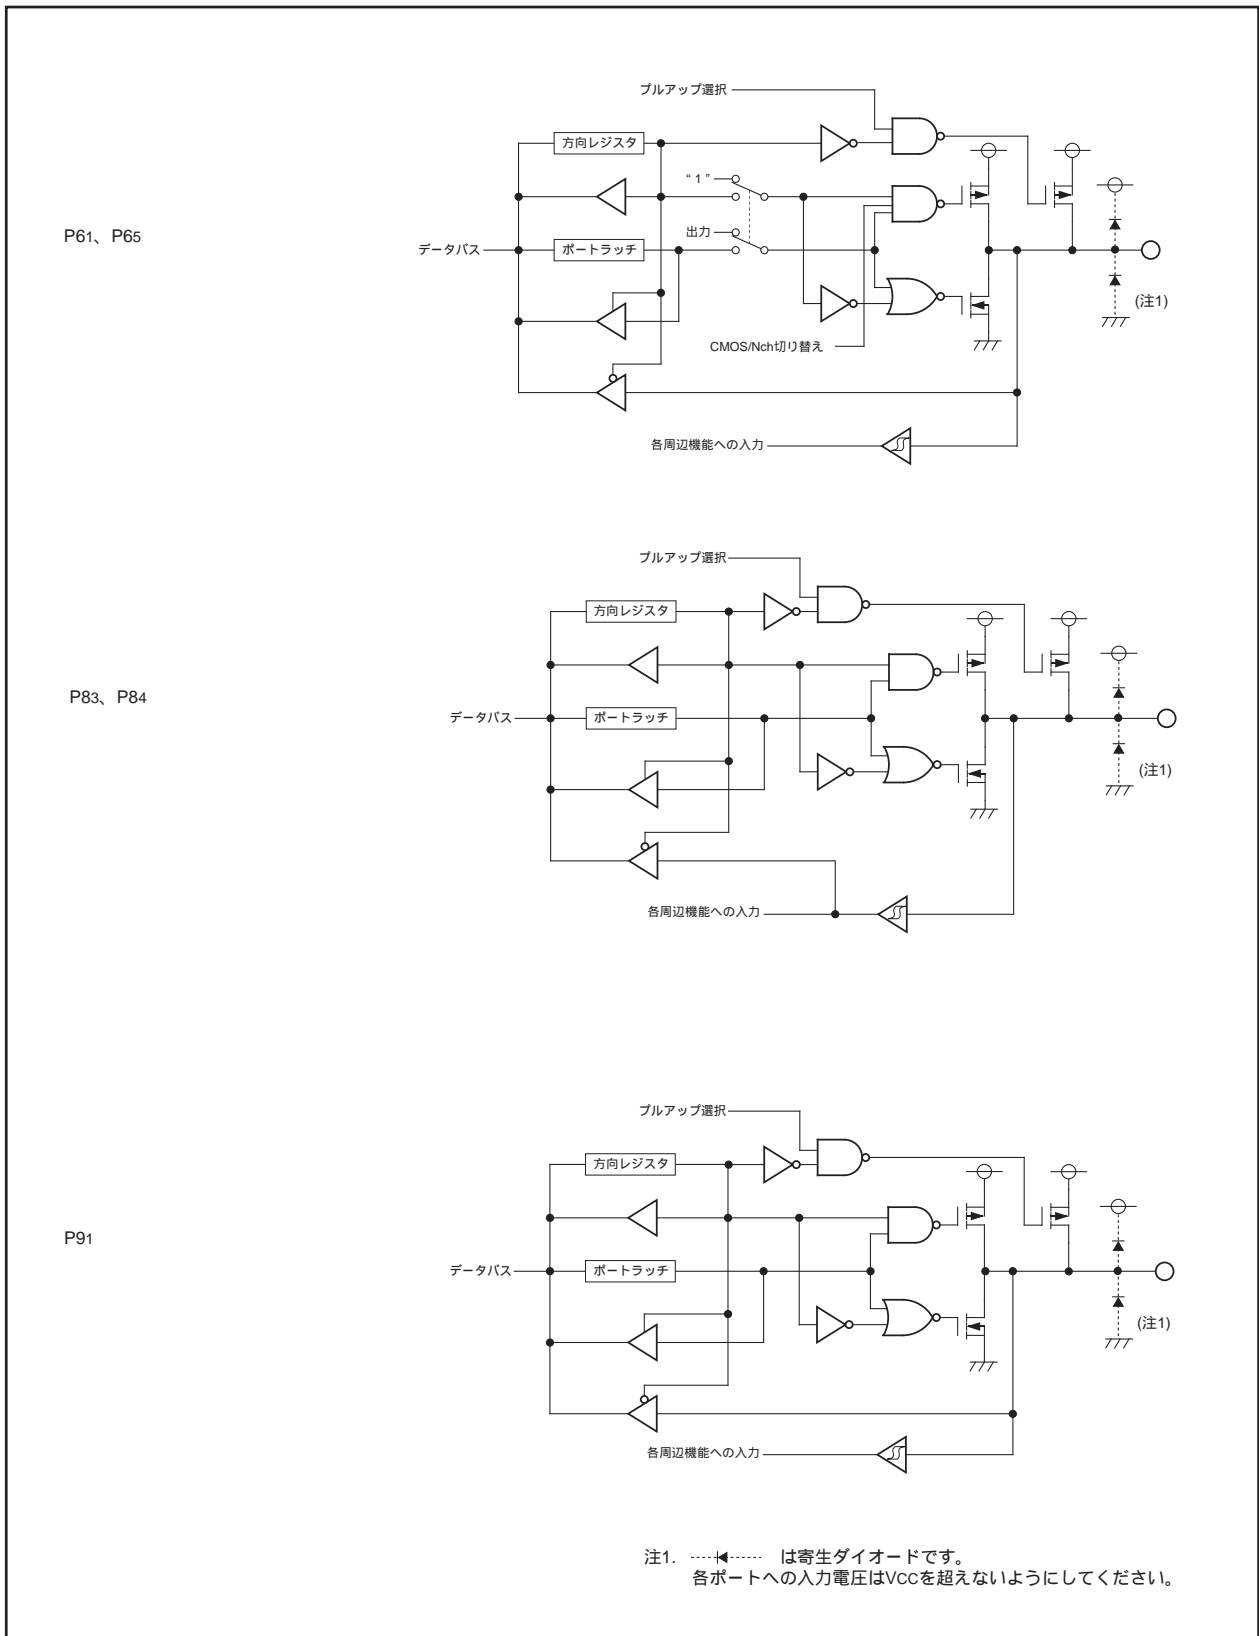 プルアップ選択
方向レジスタ
“1”
P61、P65
出力
データバス
ポートラッチ
(注1)
CMOS/Nch切り替え
各周辺機能への入力
プルアップ選択
方向レジスタ
P83、P84
データバス
ポートラッチ
(注1)
各周辺機能への入力
プルアップ選択
方向レジスタ
P91
データバス
ポートラッチ
(注1)
各周辺機能への入力
注1. は寄生ダイオードです。
各ポートへの入力電圧はVCCを超えないようにしてください。